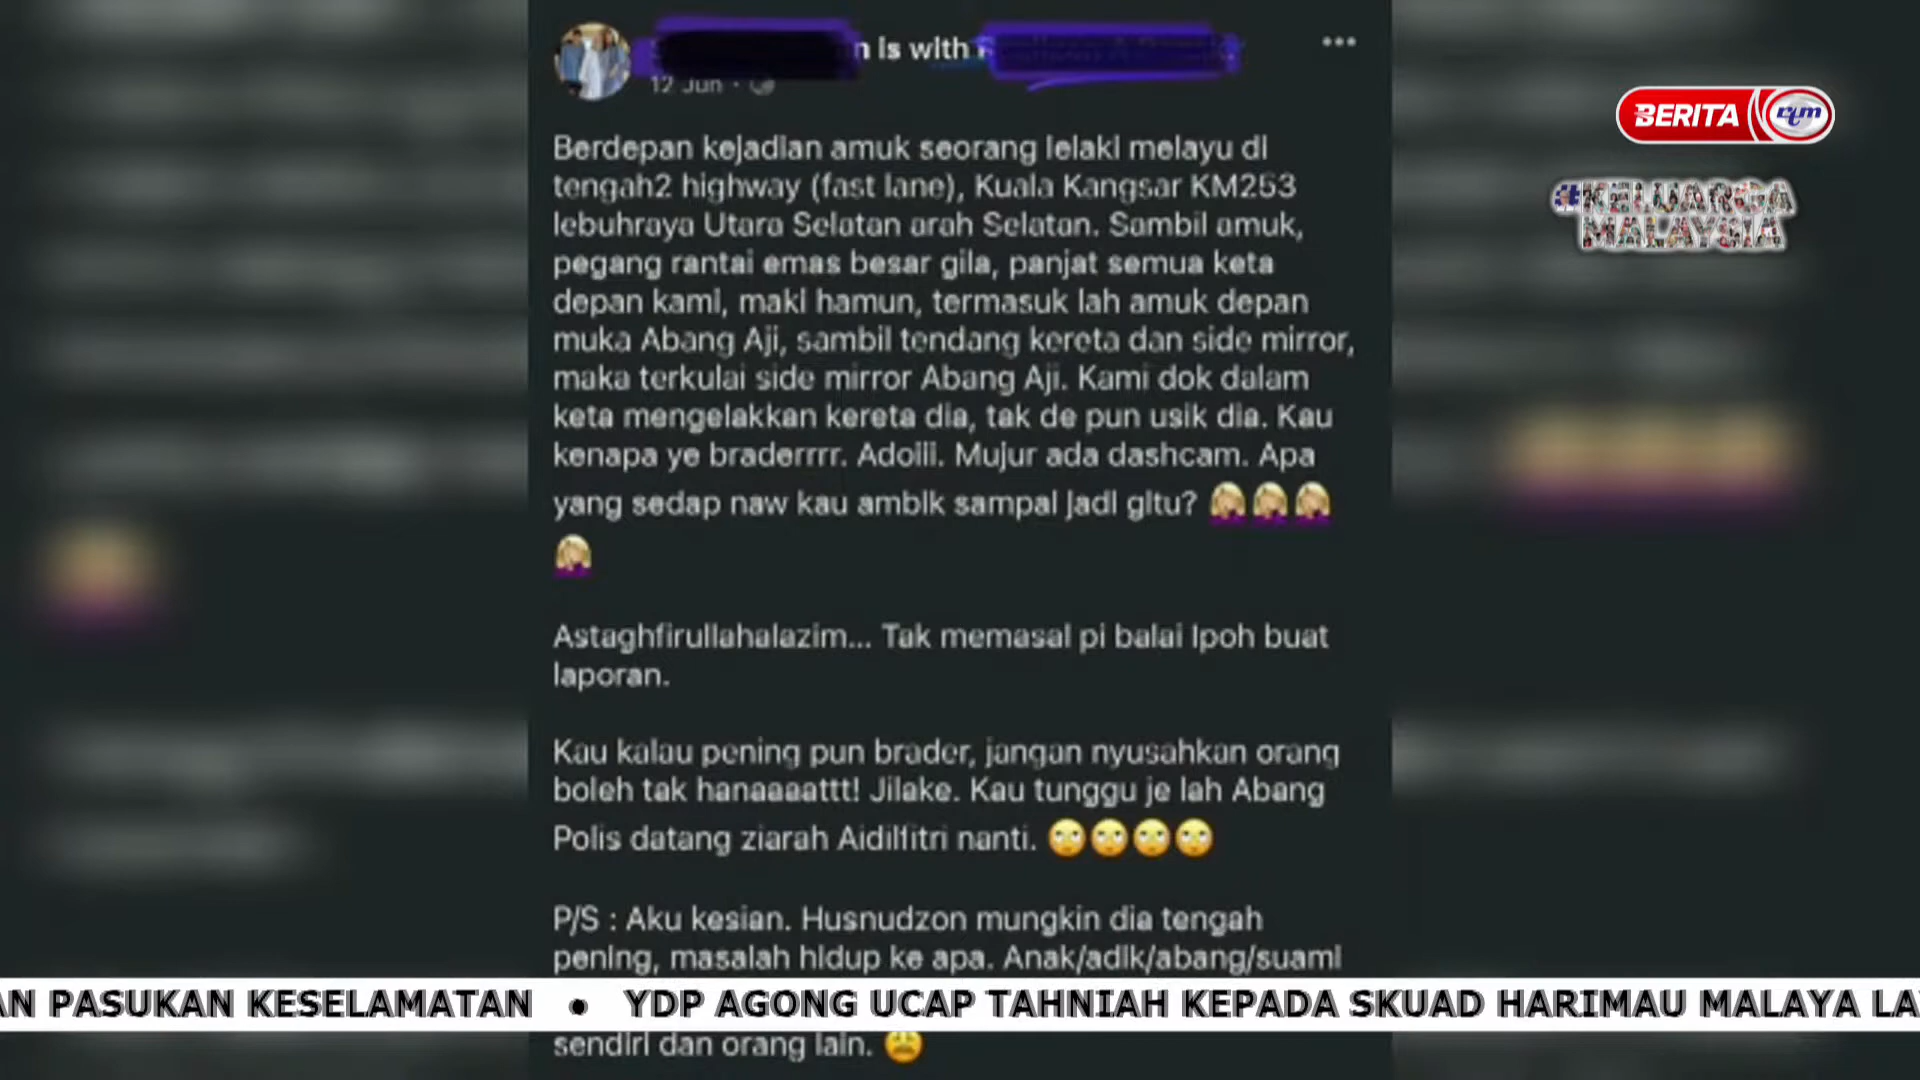 n is with
12 Jun
BERITA rtm
#KELUARGA
MALAYSIA
Berdepan kejadian amuk seorang lelaki melayu di
tengah2 highway (fast lane), Kuala Kangsar KM253
lebuhraya Utara Selatan arah Selatan. Sambil amuk,
pegang rantai emas besar gila, panjat semua keta
depan kami, maki hamun, termasuk lah amuk depan
muka Abang Aji, sambil tendang kereta dan side mirror,
maka terkulai side mirror Abang Aji. Kami dok dalam
keta mengelakkan kereta dia, tak de pun usik dia. Kau
kenapa ye braderrrr. Adoiii. Mujur ada dashcam. Apa
yang sedap naw kau ambik sampai jadi gitu? 🤦🏼‍♀️🤦🏼‍♀️🤦🏼‍♀️
🤦🏼‍♀️
Astaghfirullahalazim... Tak memasal pi balai Ipoh buat
laporan.
Kau kalau pening pun brader, jangan nyusahkan orang
boleh tak hanaaaattt! Jilake. Kau tunggu je lah Abang
Polis datang ziarah Aidilfitri nanti. 🙄🙄🙄🙄
P/S : Aku kesian. Husnudzon mungkin dia tengah
pening, masalah hidup ke apa. Anak/adik/abang/suami
AN PASUKAN KESELAMATAN • YDP AGONG UCAP TAHNIAH KEPADA SKUAD HARIMAU MALAYA LA
sendiri dan orang lain. 😩